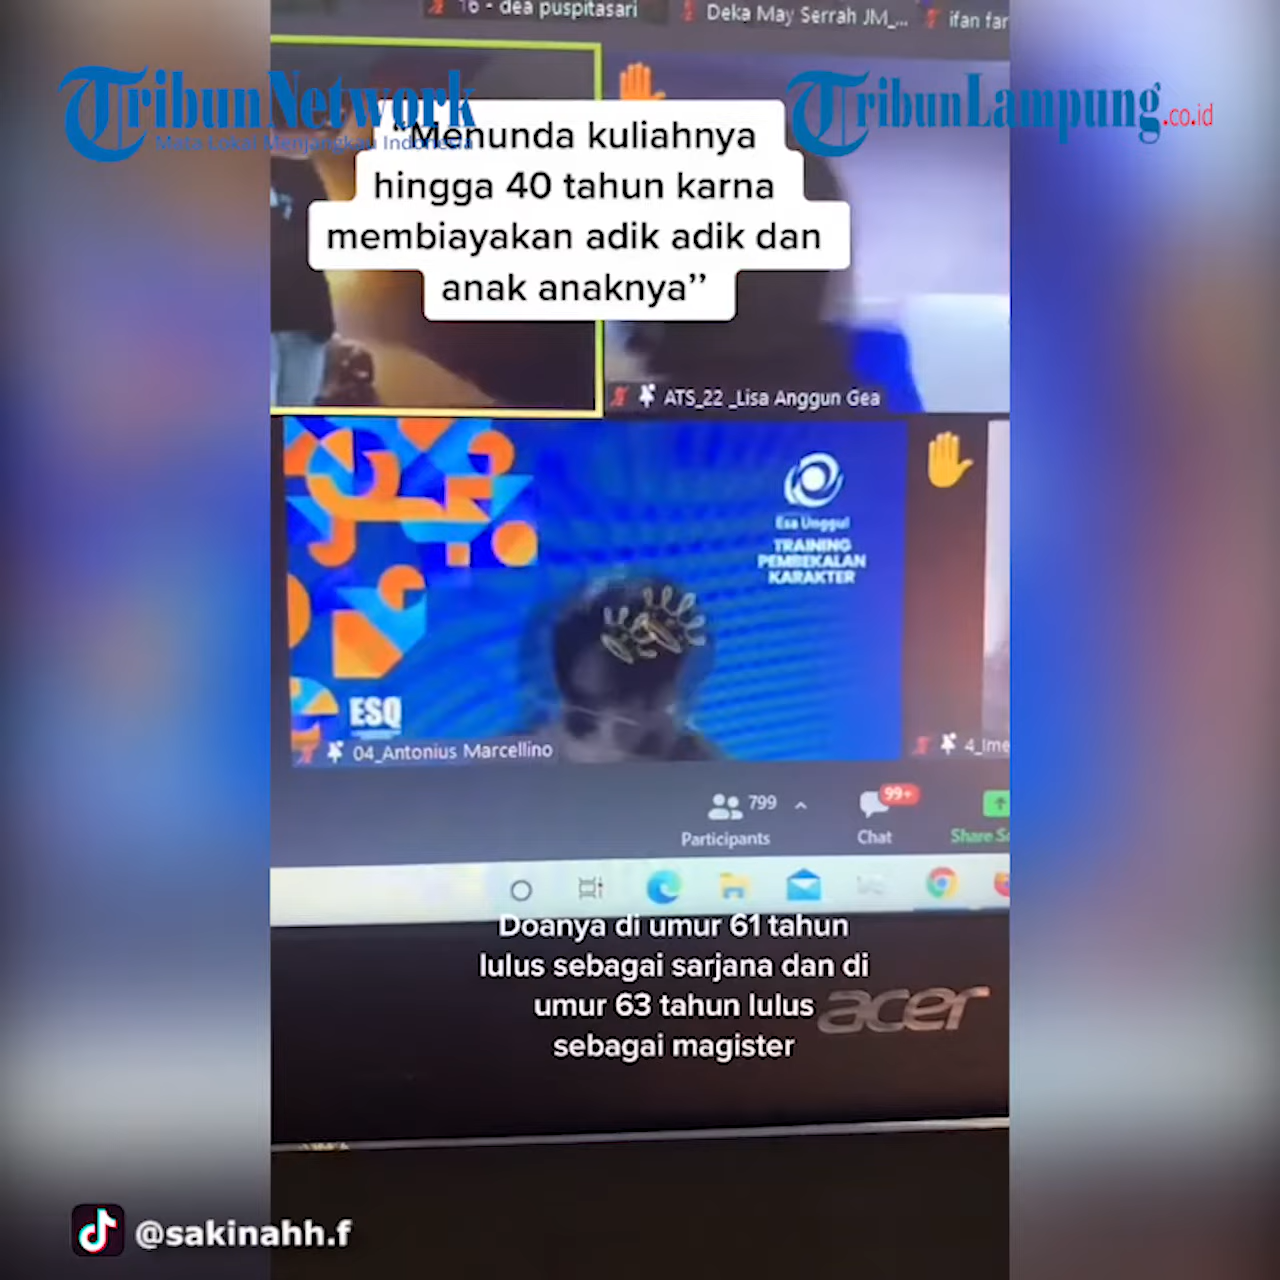 16 - dea puspitasari
Deka May Serrah JM_...
ifan far
TribunNetwork
Mata Lokal Menjangkau Indonesia
TribunLampung.co.id
“Menunda kuliahnya
hingga 40 tahun karna
membiayakan adik adik dan
anak anaknya’’
ATS_22 _Lisa Anggun Gea
Esa Unggul
TRAINING
PEMBEKALAN
KARAKTER
ESQ
04_Antonius Marcellino
4_Ime
799
99+
Participants
Chat
Share Sc
Doanya di umur 61 tahun
lulus sebagai sarjana dan di
umur 63 tahun lulus
sebagai magister
acer
@sakinahh.f